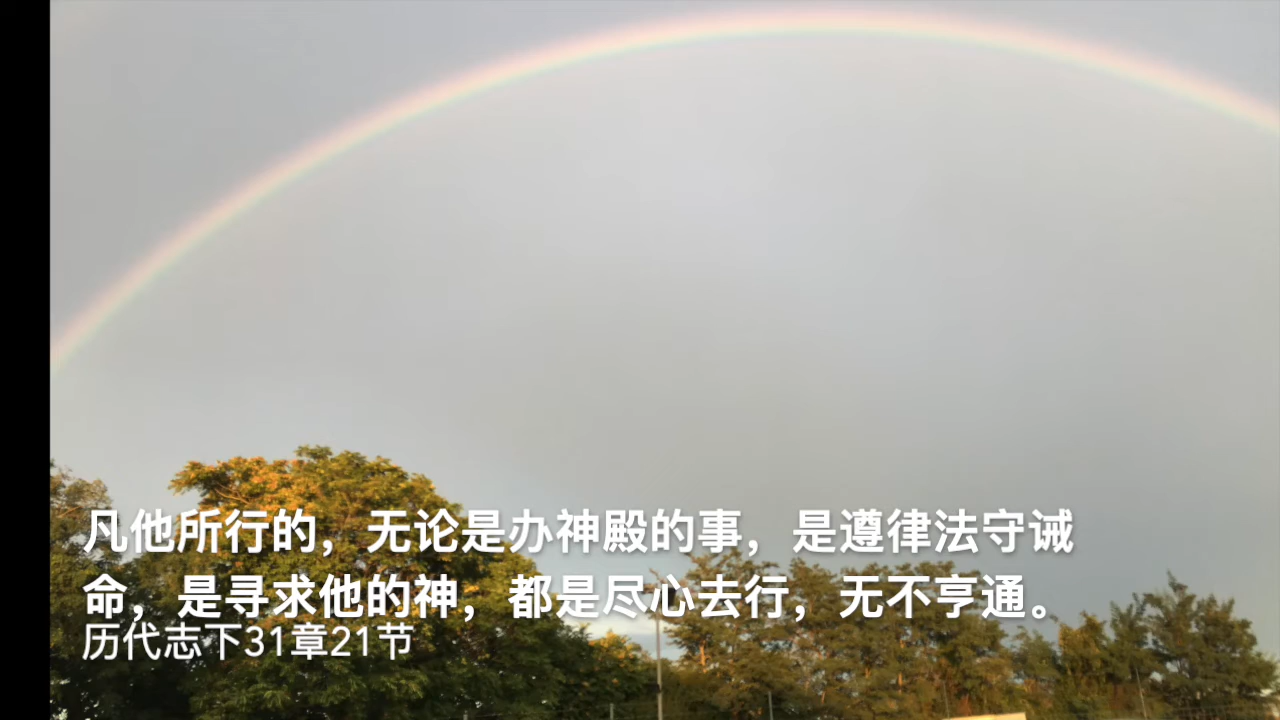 凡他所行的，无论是办神殿的事，是遵律法守诫
命，是寻求他的神，都是尽心去行，无不亨通。
历代志下31章21节